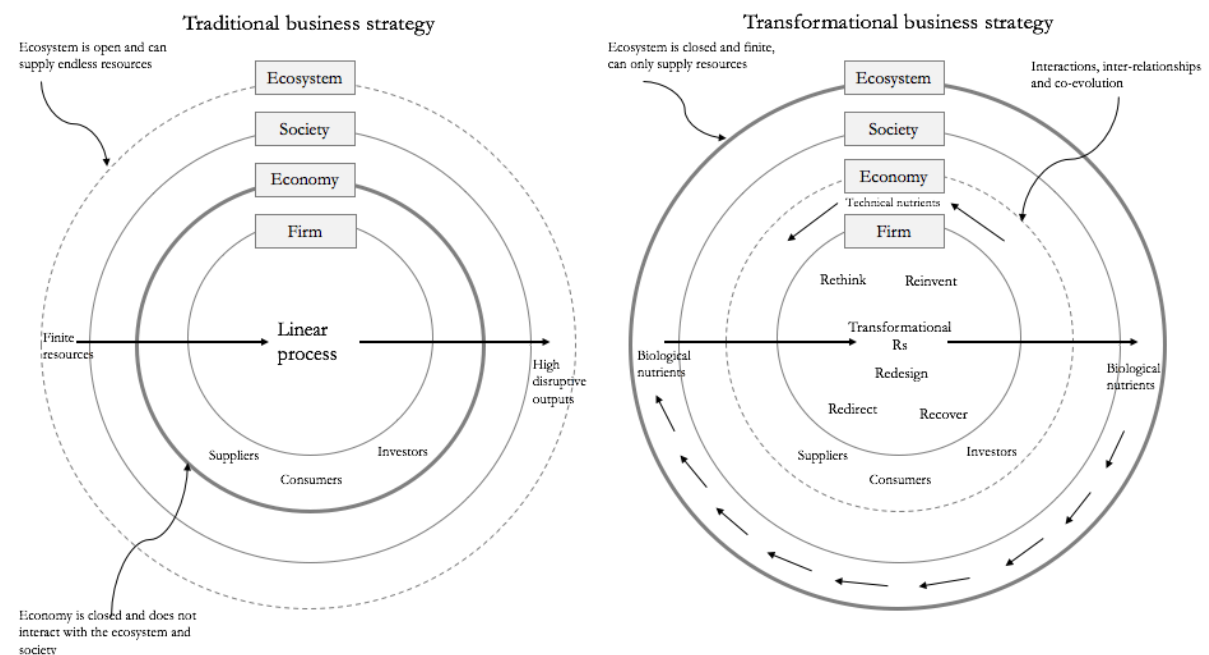 Traditional business strategy
Ecosystem is open and can
supply endless resources
Ecosystem
Society
Economy
Firm
Finite
resources
Linear
process
High
disruptive
outputs
Suppliers
Investors
Consumers
Economy is closed and does not
interact with the ecosystem and
society
Transformational business strategy
Ecosystem is closed and finite,
can only supply resources
Interactions, inter-relationships
and co-evolution
Ecosystem
Society
Economy
Technical nutrients
Firm
Rethink
Reinvent
Transformational
Rs
Biological
nutrients
Biological
nutrients
Redesign
Redirect
Recover
Suppliers
Investors
Consumers